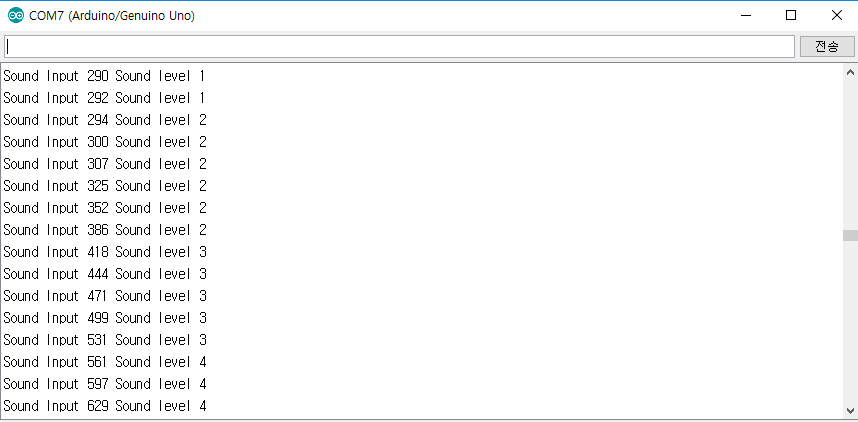 COM7 (Arduino/Genuino Uno)
전송
Sound Input 290 Sound level 1
Sound Input 292 Sound level 1
Sound Input 294 Sound level 2
Sound Input 300 Sound level 2
Sound Input 307 Sound level 2
Sound Input 325 Sound level 2
Sound Input 352 Sound level 2
Sound Input 386 Sound level 2
Sound Input 418 Sound level 3
Sound Input 444 Sound level 3
Sound Input 471 Sound level 3
Sound Input 499 Sound level 3
Sound Input 531 Sound level 3
Sound Input 561 Sound level 4
Sound Input 597 Sound level 4
Sound Input 629 Sound level 4